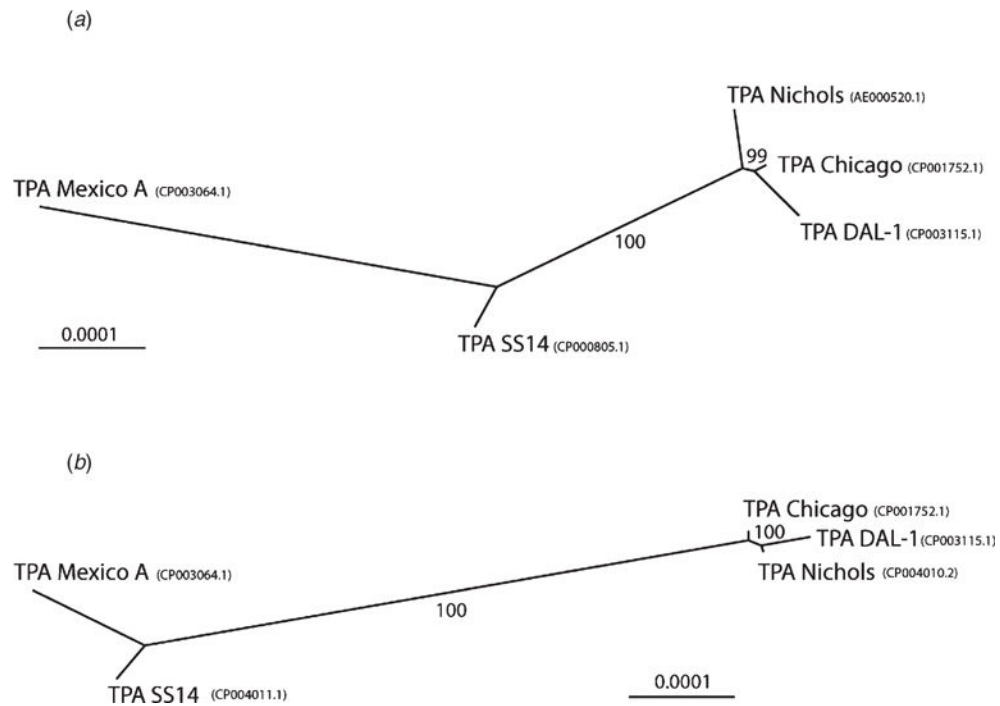 (a)
TPA Nichols (AE000520.1)
99
TPA Chicago (CP001752.1)
TPA Mexico A (CP003064.1)
TPA DAL-1 (CP003115.1)
100
0.0001
TPA SS14 (CP000805.1)
(b)
TPA Chicago (CP001752.1)
100
TPA DAL-1 (CP003115.1)
TPA Mexico A (CP003064.1)
TPA Nichols (CP004010.2)
100
0.0001
TPA SS14 (CP004011.1)